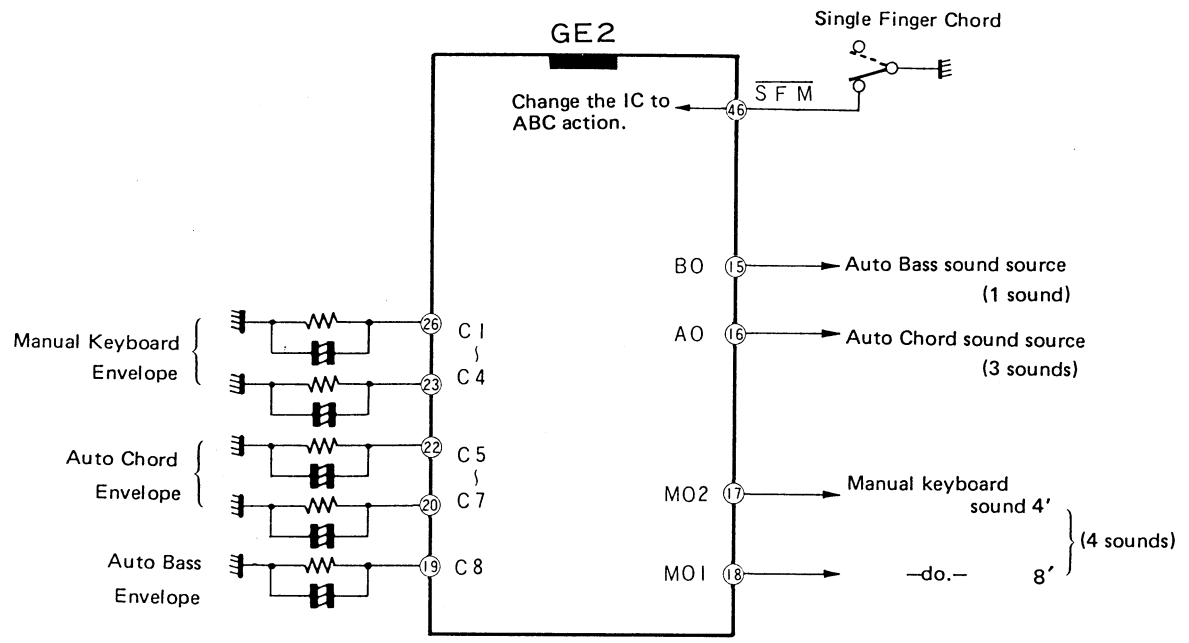 GE2
Single Finger Chord
SFM
46
Change the IC to
ABC action.
BO
15
Auto Bass sound source
(1 sound)
AO
16
Auto Chord sound source
(3 sounds)
MO2
17
Manual keyboard
sound 4′
(4 sounds)
MO1
18
—do.— 8′
Manual Keyboard
Envelope
26
C1
~
C4
23
Auto Chord
Envelope
22
C5
~
C7
20
Auto Bass
Envelope
19
C8